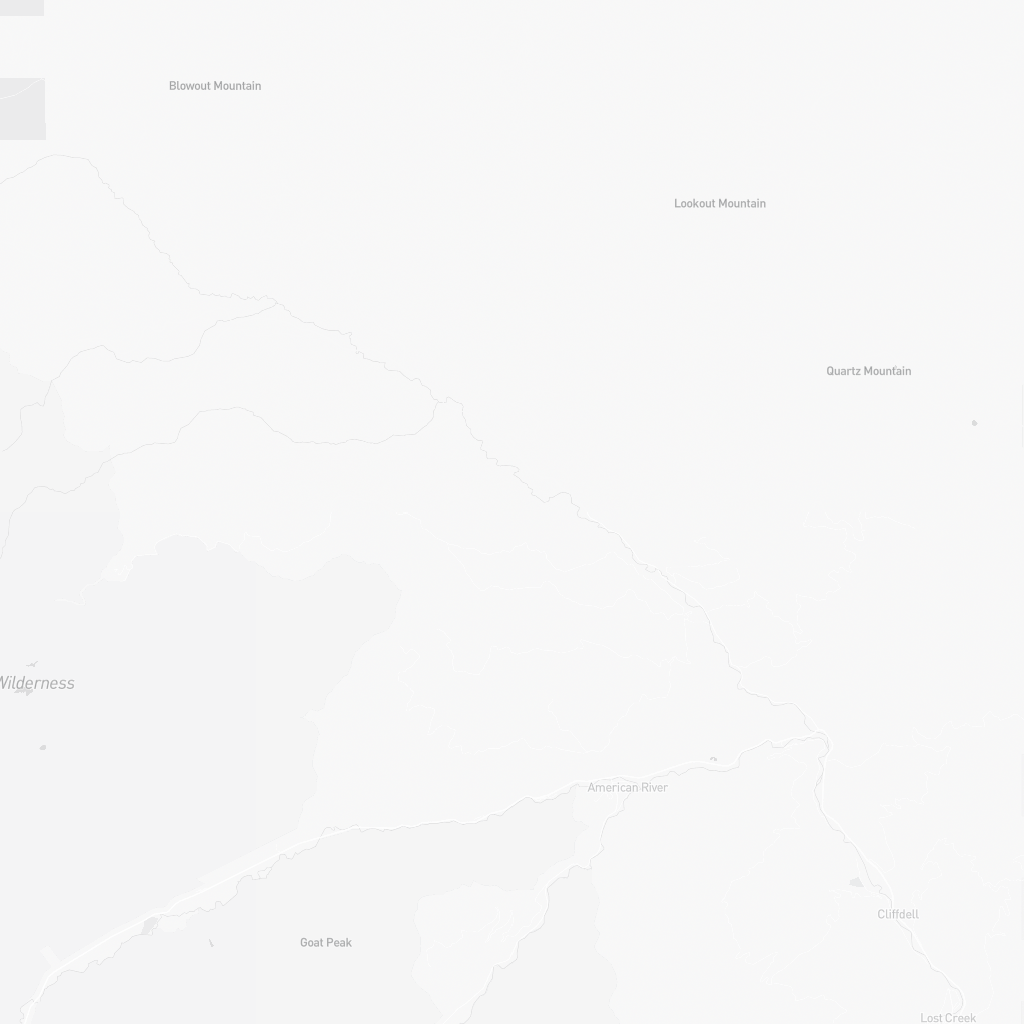 Blowout Mountain
Lookout Mountain
Quartz Mountain
Wilderness
American River
Cliffdell
Goat Peak
Lost Creek